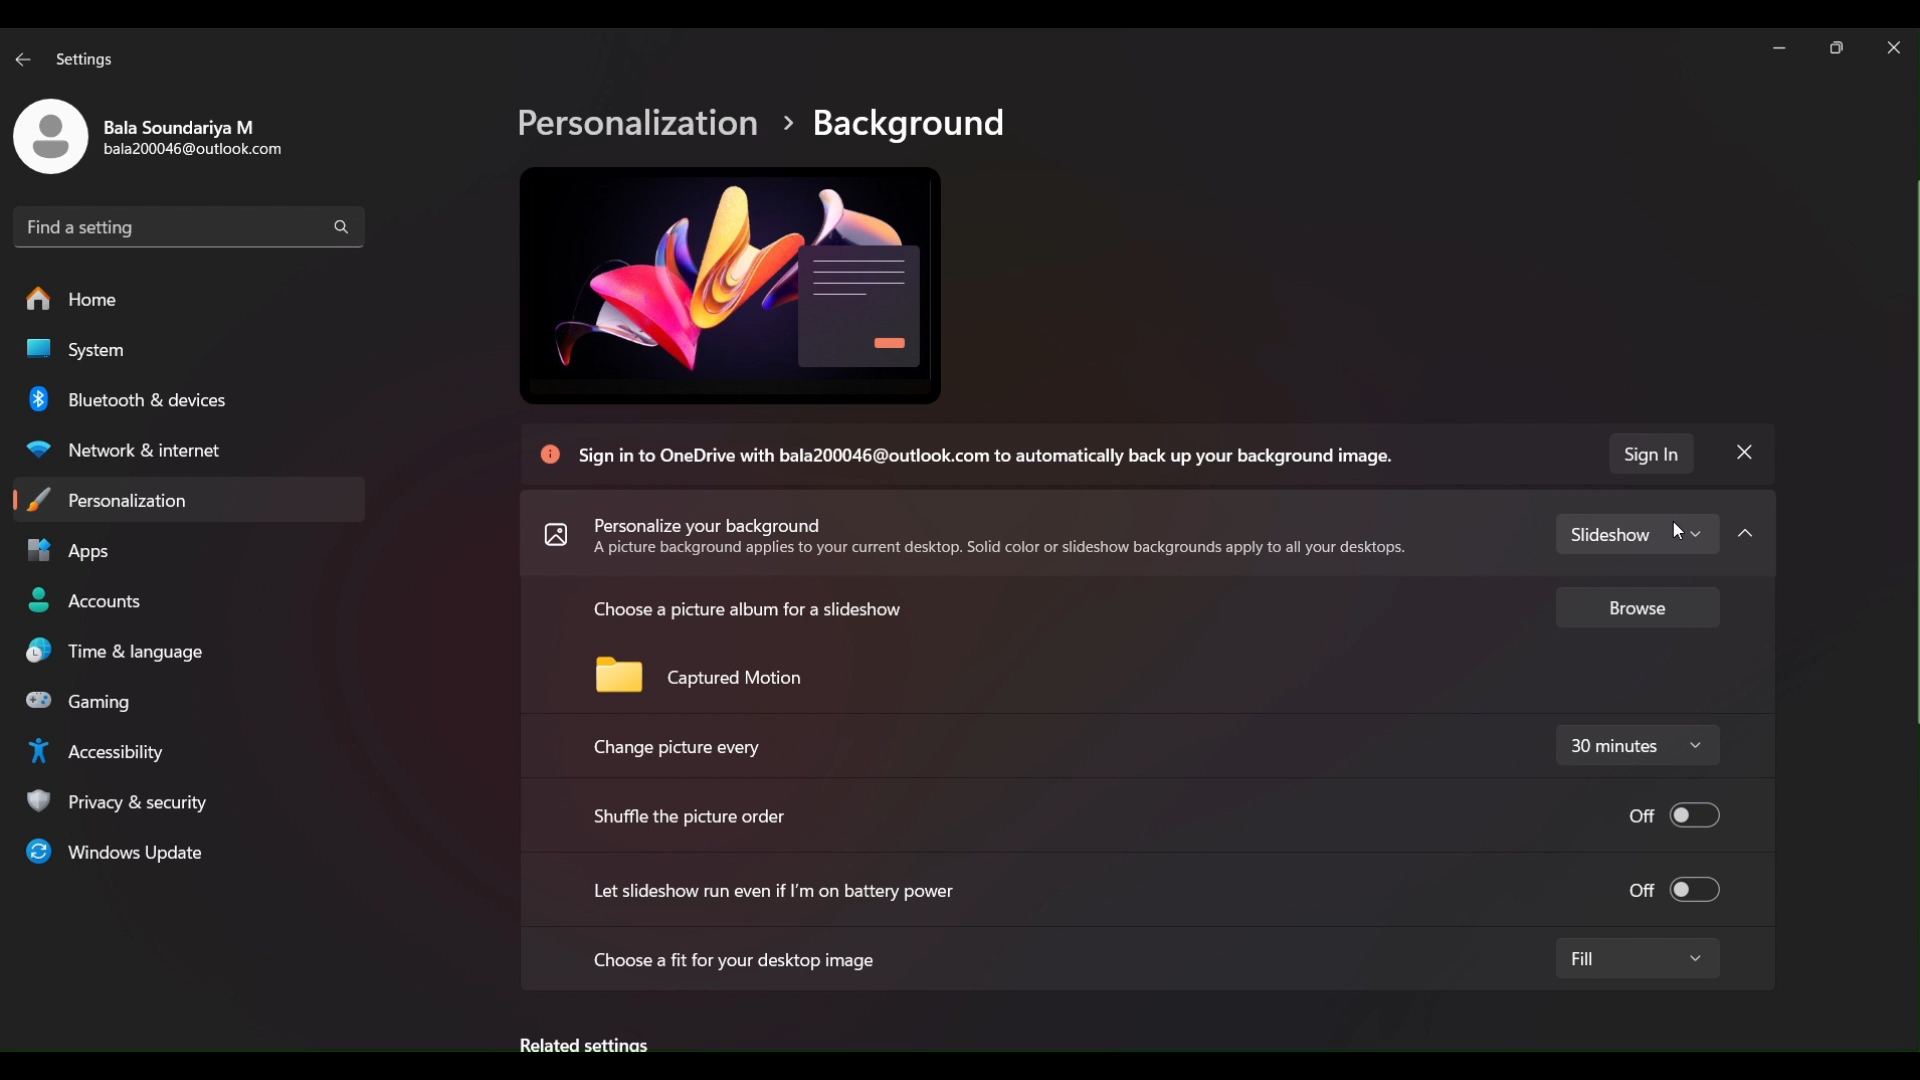 Settings
Bala Soundariya M
bala200046@outlook.com
Find a setting
Home
System
Bluetooth & devices
Network & internet
Personalization
Apps
Accounts
Time & language
Gaming
Accessibility
Privacy & security
Windows Update
Personalization > Background
Sign in to OneDrive with bala200046@outlook.com to automatically back up your background image.
Sign In
Personalize your background
A picture background applies to your current desktop. Solid color or slideshow backgrounds apply to all your desktops.
Slideshow
Choose a picture album for a slideshow
Browse
Captured Motion
Change picture every
30 minutes
Shuffle the picture order
Off
Let slideshow run even if I'm on battery power
Off
Choose a fit for your desktop image
Fill
Related settings